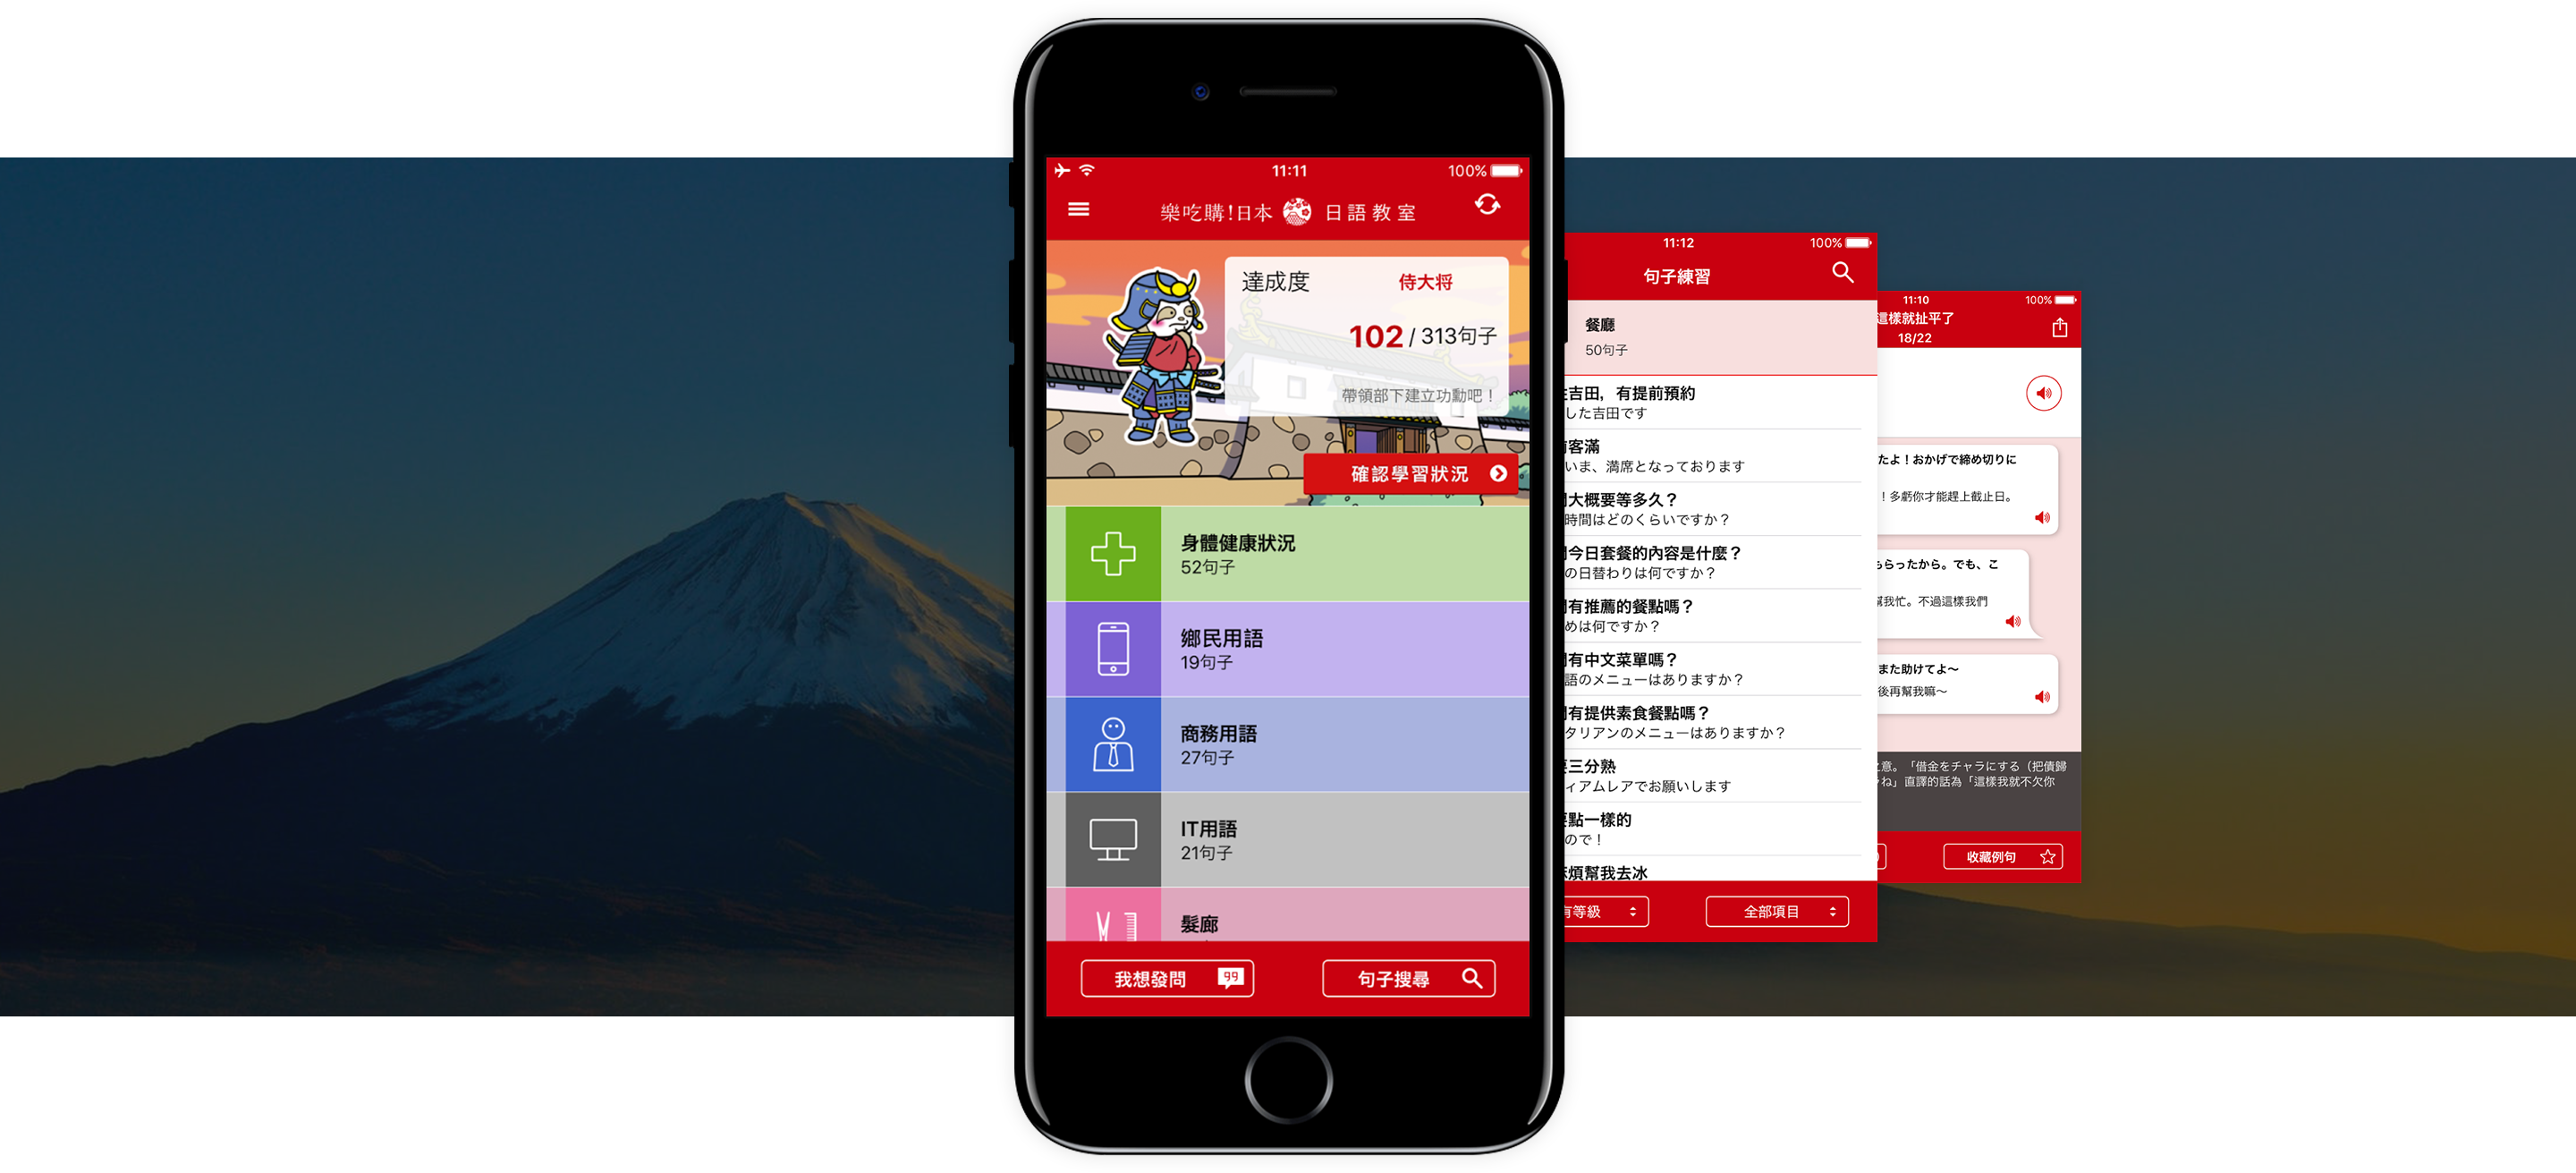 11:11
100%
樂吃購!日本 日語教室
達成度 侍大将
102 / 313句子
帶領部下建立功勳吧！
確認學習狀況
身體健康狀況
52句子
鄉民用語
19句子
商務用語
27句子
IT用語
21句子
髮廊
我想發問 99
句子搜尋
11:12
100%
句子練習
餐廳
50句子
吉田，有提前預約
した吉田です
客滿
いま、満席となっております
大概要等多久？
時間はどのくらいですか？
今日套餐的內容是什麼？
の日替わりは何ですか？
有推薦的餐點嗎？
めは何ですか？
有中文菜單嗎？
語のメニューはありますか？
有提供素食餐點嗎？
タリアンのメニューはありますか？
三分熟
ィアムレアでお願いします
點一樣的
ので！
煩幫我去冰
等級
全部項目
11:10
100%
這樣就扯平了
18/22
たよ！おかげで締め切りに
！多虧你才能趕上截止日。
らったから。でも、こ
我忙。不過這樣我們
また助けてよ～
後再幫我嘛～
意。「借金をチャラにする（把債歸
ね」直譯的話為「這樣我就不欠你
收藏例句